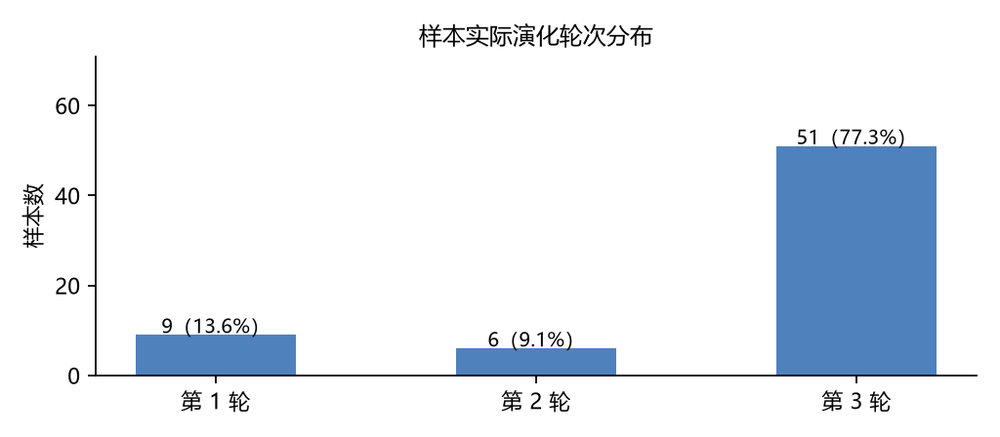 样本实际演化轮次分布
样本数
60
40
20
0
9 (13.6%)
6 (9.1%)
51 (77.3%)
第 1 轮
第 2 轮
第 3 轮